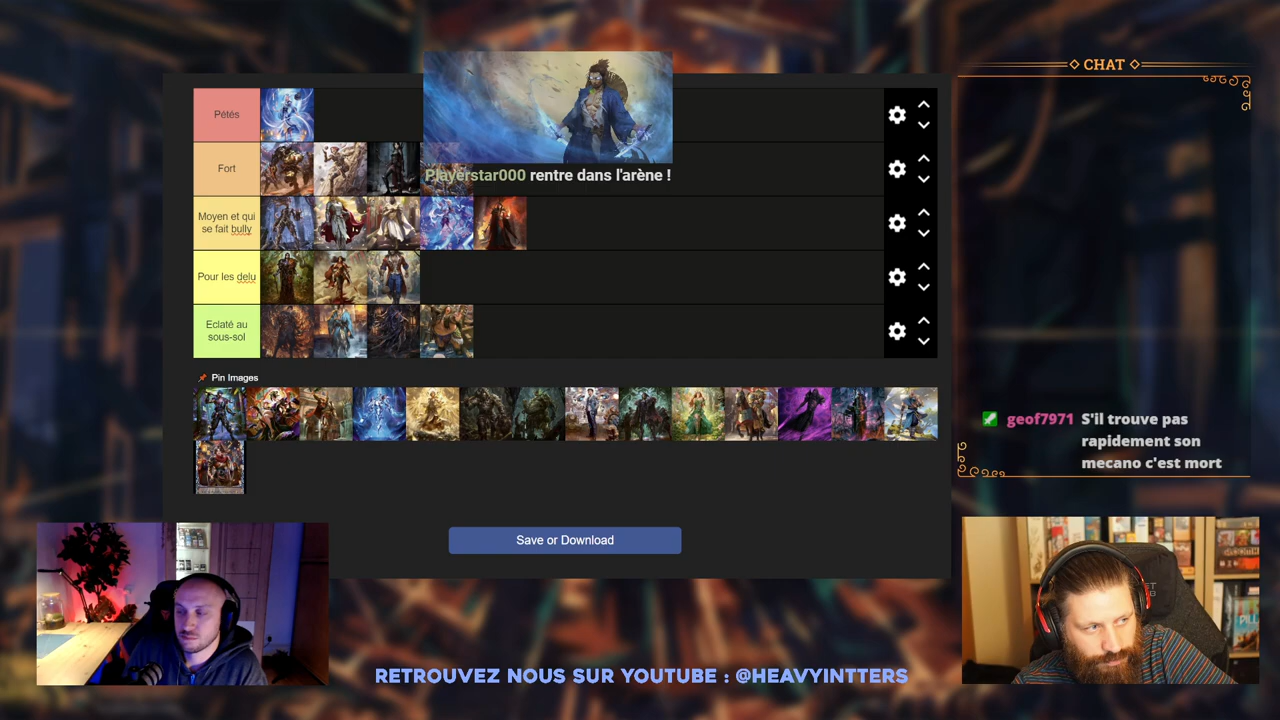 CHAT
Pétés
Playerstar000 rentre dans l'arène !
Fort
Moyen et qui
se fait bully
Pour les delu
Eclaté au
sous-sol
Pin Images
geof7971 S'il trouve pas
rapidement son
mecano c'est mort
Save or Download
RETROUVEZ NOUS SUR YOUTUBE : @HEAVYINTTERS